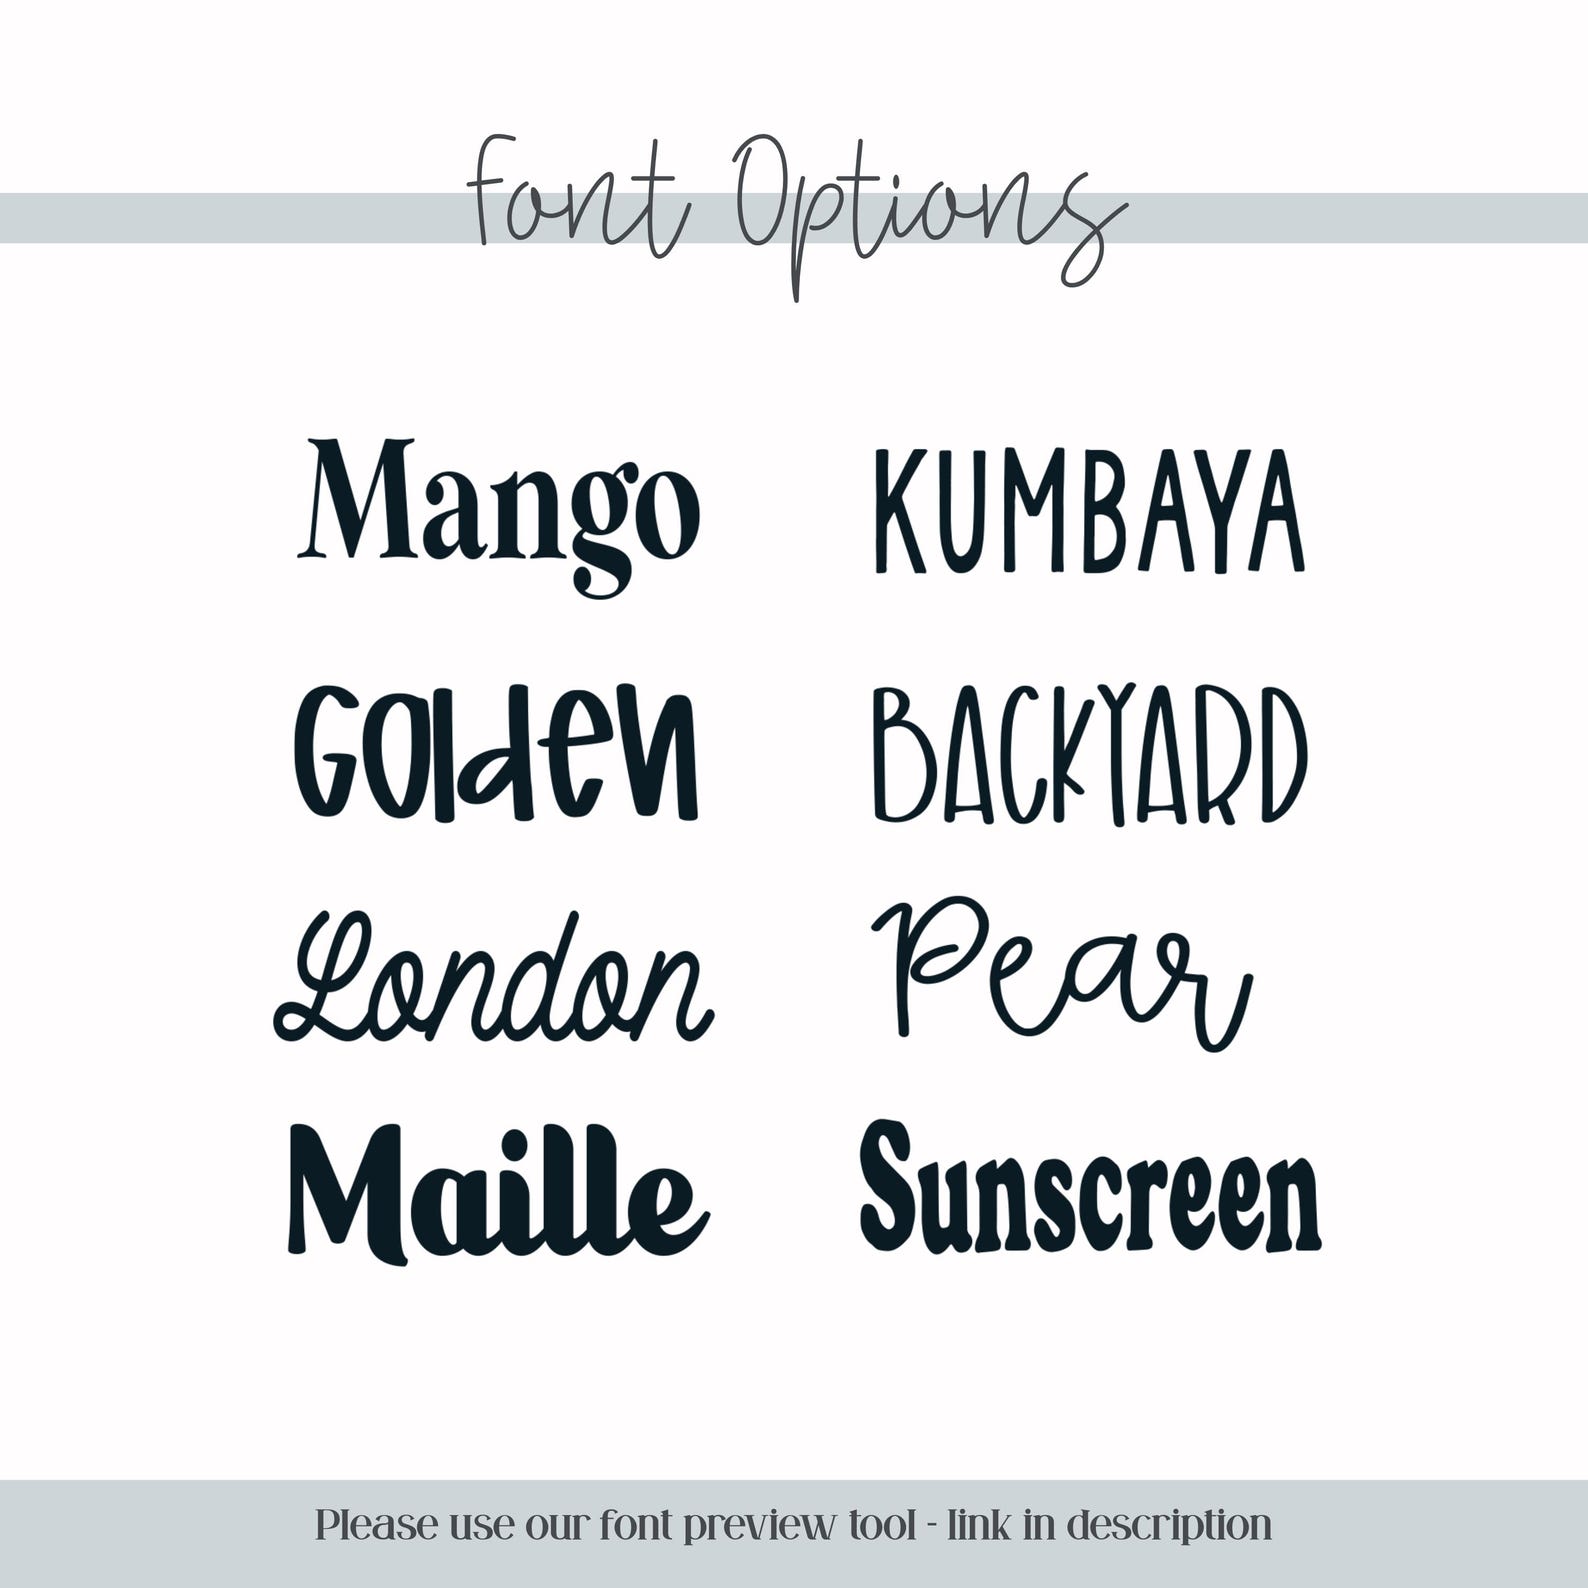 Font Options
Mango
KUMBAYA
Golden
BACKYARD
London
Pear
Maille
Sunscreen
Please use our font preview tool - link in description